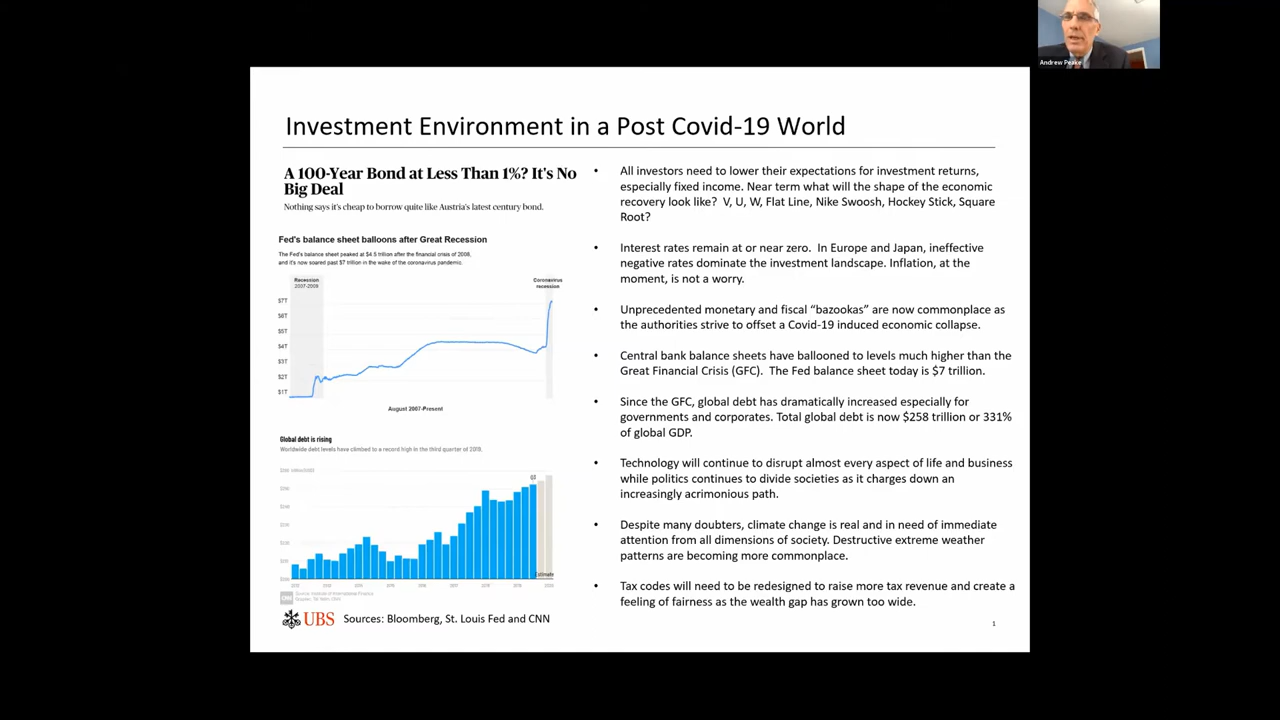 Andrew Peake
Investment Environment in a Post Covid-19 World
A 100-Year Bond at Less Than 1%? It's No
Big Deal
Nothing says it's cheap to borrow quite like Austria's latest century bond.
Fed's balance sheet balloons after Great Recession
The Fed's balance sheet peaked at $4.5 trillion after the financial crisis of 2008,
and it's now soared past $7 trillion in the wake of the coronavirus pandemic.
Recession
2007-2009
Coronavirus
recession
$7T
$6T
$5T
$4T
$3T
$2T
$1T
August 2007-Present
Global debt is rising
Worldwide debt levels have climbed to a record high in the third quarter of 2019.
Q3
Estimate
CNN
Source: Institute of International Finance
UBS
Sources: Bloomberg, St. Louis Fed and CNN
• All investors need to lower their expectations for investment returns,
especially fixed income. Near term what will the shape of the economic
recovery look like? V, U, W, Flat Line, Nike Swoosh, Hockey Stick, Square
Root?
• Interest rates remain at or near zero. In Europe and Japan, ineffective
negative rates dominate the investment landscape. Inflation, at the
moment, is not a worry.
• Unprecedented monetary and fiscal “bazookas” are now commonplace as
the authorities strive to offset a Covid-19 induced economic collapse.
• Central bank balance sheets have ballooned to levels much higher than the
Great Financial Crisis (GFC). The Fed balance sheet today is $7 trillion.
• Since the GFC, global debt has dramatically increased especially for
governments and corporates. Total global debt is now $258 trillion or 331%
of global GDP.
• Technology will continue to disrupt almost every aspect of life and business
while politics continues to divide societies as it charges down an
increasingly acrimonious path.
• Despite many doubters, climate change is real and in need of immediate
attention from all dimensions of society. Destructive extreme weather
patterns are becoming more commonplace.
• Tax codes will need to be redesigned to raise more tax revenue and create a
feeling of fairness as the wealth gap has grown too wide.
1